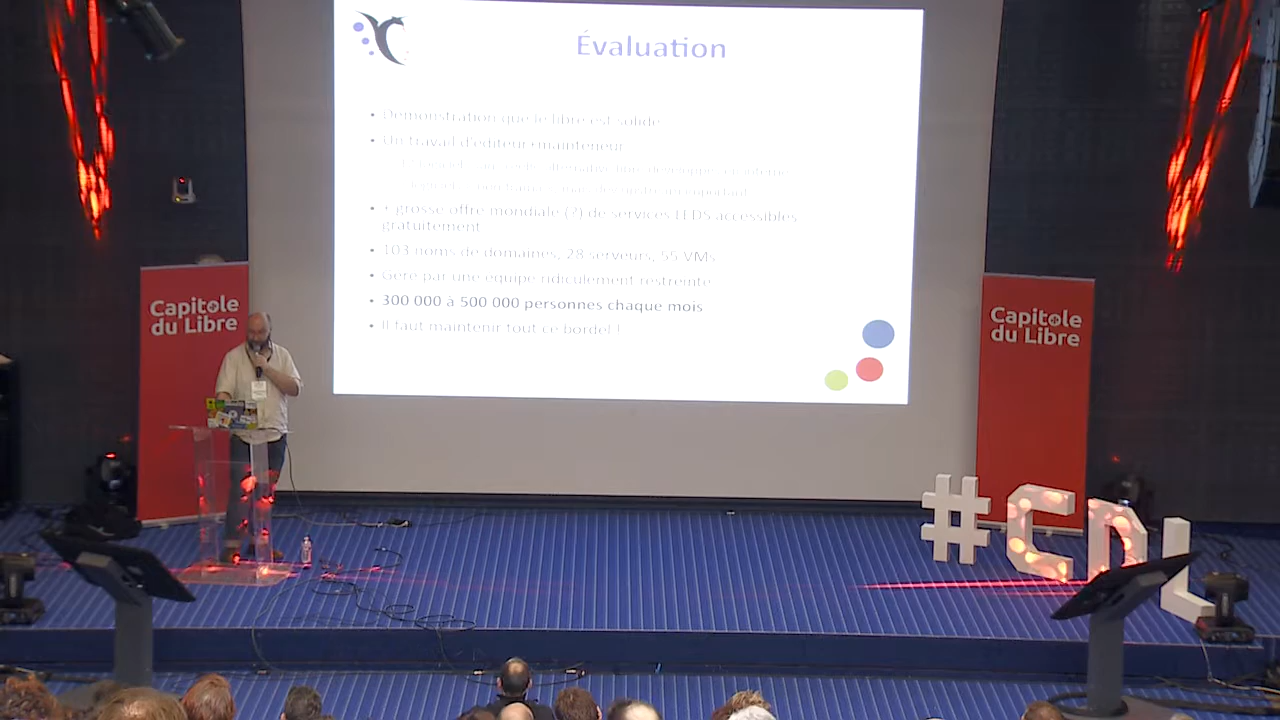 Évaluation
• Démonstration que le libre est solide
• Un travail d'éditeur (mainteneur
grosse offre mondiale (?) de services LEDS accessibles
gratuitement
• 103 noms de domaines, 28 serveurs, 55 VMs
• Géré par une équipe ridiculement restreinte
• 300 000 à 500 000 personnes chaque mois
• Il faut maintenir tout ce bordel !
Capitole
du Libre
Capitole
du Libre
#CDL